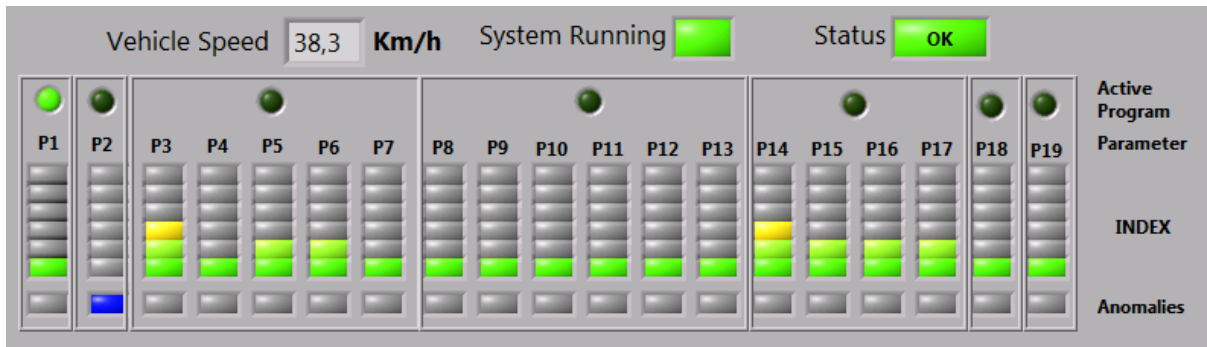 Vehicle Speed 38,3 Km/h System Running Status OK
Active
Program
P1 P2 P3 P4 P5 P6 P7 P8 P9 P10 P11 P12 P13 P14 P15 P16 P17 P18 P19 Parameter
INDEX
Anomalies